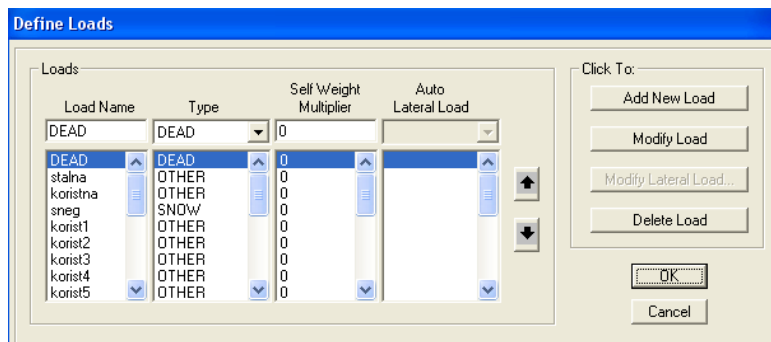 Define Loads
Loads
Click To:
Load Name Type Self Weight Multiplier Auto Lateral Load
DEAD DEAD 0
DEAD DEAD 0
stalna OTHER 0
koristna OTHER 0
sneg SNOW 0
korist1 OTHER 0
korist2 OTHER 0
korist3 OTHER 0
korist4 OTHER 0
korist5 OTHER 0
Add New Load
Modify Load
Modify Lateral Load...
Delete Load
OK
Cancel